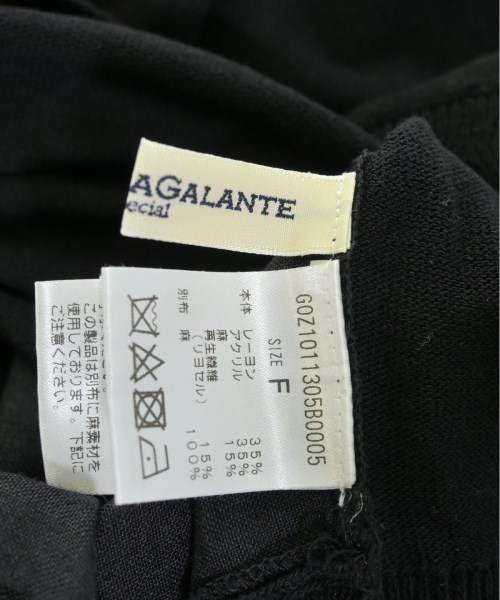 AGALANTE
ecial
GOZ1011305B0005
SIZE F
本体 レーヨン 35%
アクリル 35%
再生繊維 15%
(リヨセル)
麻 15%
別布 麻 100%
この製品は別布に麻素材を
使用しております。下記に
ご注意ください。